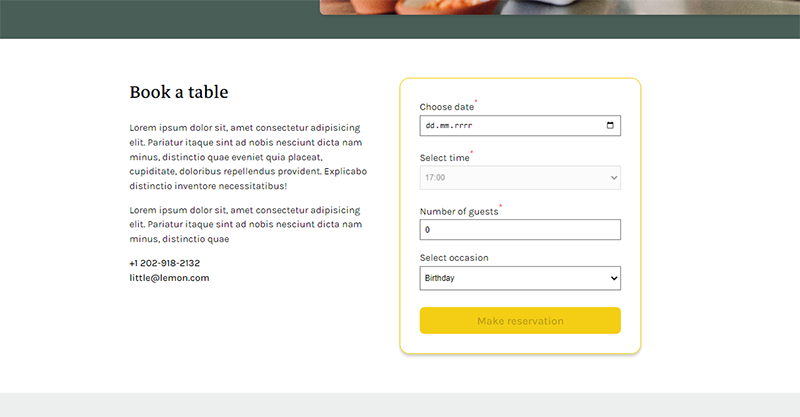 Book a table
Lorem ipsum dolor sit, amet consectetur adipisicing
elit. Pariatur itaque sint ad nobis nesciunt dicta nam
minus, distinctio quae eveniet quia placeat,
cupiditate, doloribus repellendus provident. Explicabo
distinctio inventore necessitatibus!
Lorem ipsum dolor sit, amet consectetur adipisicing
elit. Pariatur itaque sint ad nobis nesciunt dicta nam
minus, distinctio quae
+1 202-918-2132
little@lemon.com
Choose date*
dd.mm.rrrr
Select time*
17:00
Number of guests*
0
Select occasion
Birthday
Make reservation